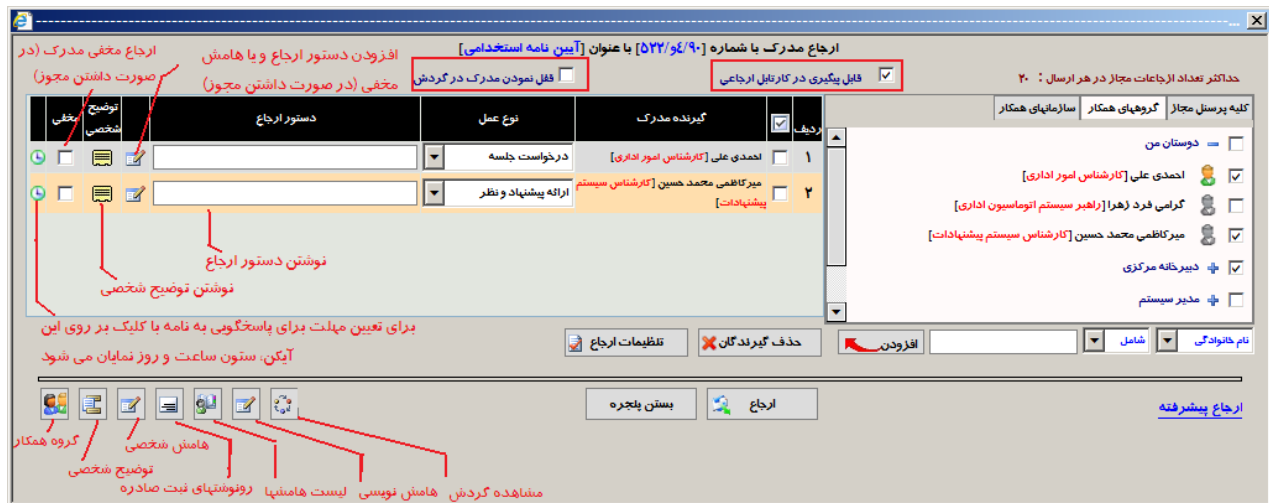 ارجاع مدرک با شماره [۵۲۲/و/۴/۹۰] با عنوان [آیین نامه استخدامی]
حداکثر تعداد ارجاعات مجاز در هر ارسال : ۲۰
قابل پیگیری در کارتابل ارجاعی
قفل نمودن مدرک در گردش
افزودن دستور ارجاع و یا هامش
مخفی (در صورت داشتن مجوز)
ارجاع مخفی مدرک (در
صورت داشتن مجوز)
کلیه پرسنل مجاز
گروههای همکار
سازمانهای همکار
دوستان من
احمدی علی [کارشناس امور اداری]
گرامی فرد زهرا [راهبر سیستم اتوماسیون اداری]
میرکاظمی محمد حسین [کارشناس سیستم پیشنهادات]
دبیرخانه مرکزی
مدیر سیستم
نام خانوادگی
شامل
افزودن
ردیف
گیرنده مدرک
نوع عمل
دستور ارجاع
توضیح شخصی
مخفی
۱ احمدی علی [کارشناس امور اداری] درخواست جلسه
۲ میرکاظمی محمد حسین [کارشناس سیستم
پیشنهادات]
ارائه پیشنهاد و نظر
نوشتن دستور ارجاع
نوشتن توضیح شخصی
برای تعیین مهلت برای پاسخگویی به نامه با کلیک بر روی این
آیکن، ستون ساعت و روز نمایان می شود
حذف گیرندگان
تنظیمات ارجاع
ارجاع پیشرفته
ارجاع
بستن پنجره
مشاهده گردش
هامش نویسی
لیست هامشها
رونوشتهای ثبت صادره
هامش شخصی
توضیح شخصی
گروه همکار